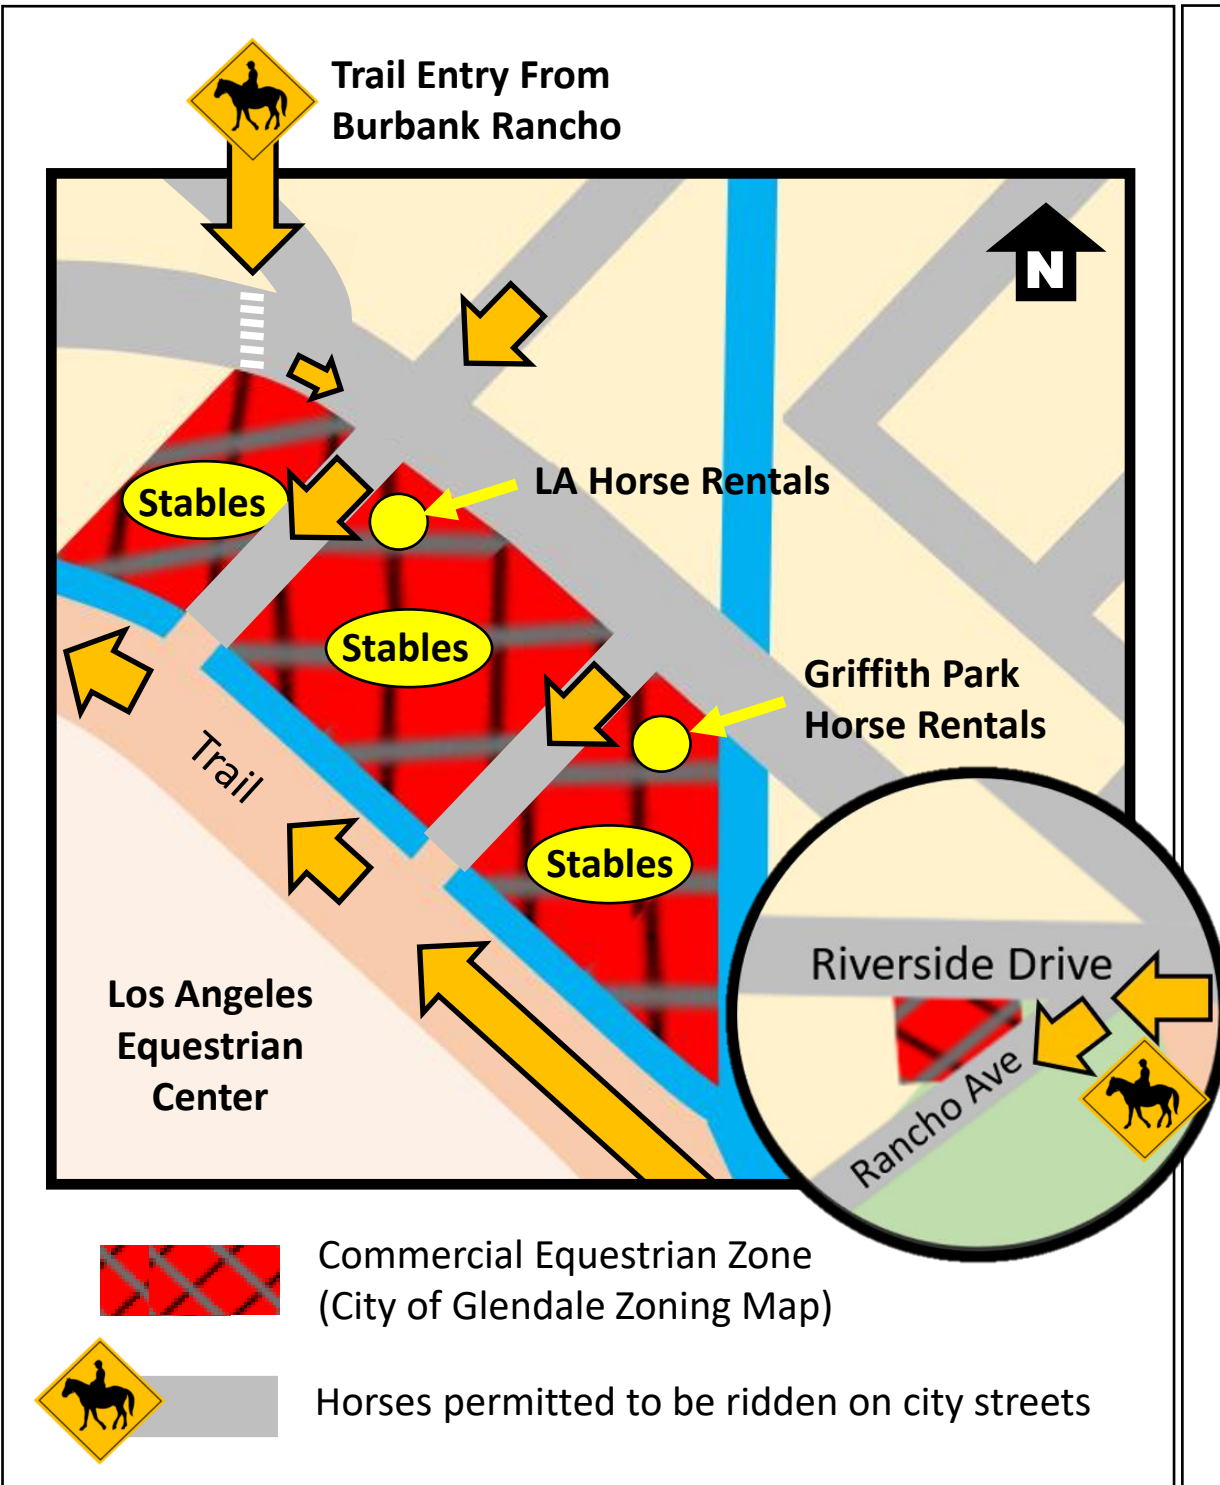 Trail Entry From
Burbank Rancho
N
LA Horse Rentals
Stables
Stables
Griffith Park
Horse Rentals
Trail
Stables
Los Angeles
Equestrian
Center
Riverside Drive
Rancho Ave
Commercial Equestrian Zone
(City of Glendale Zoning Map)
Horses permitted to be ridden on city streets